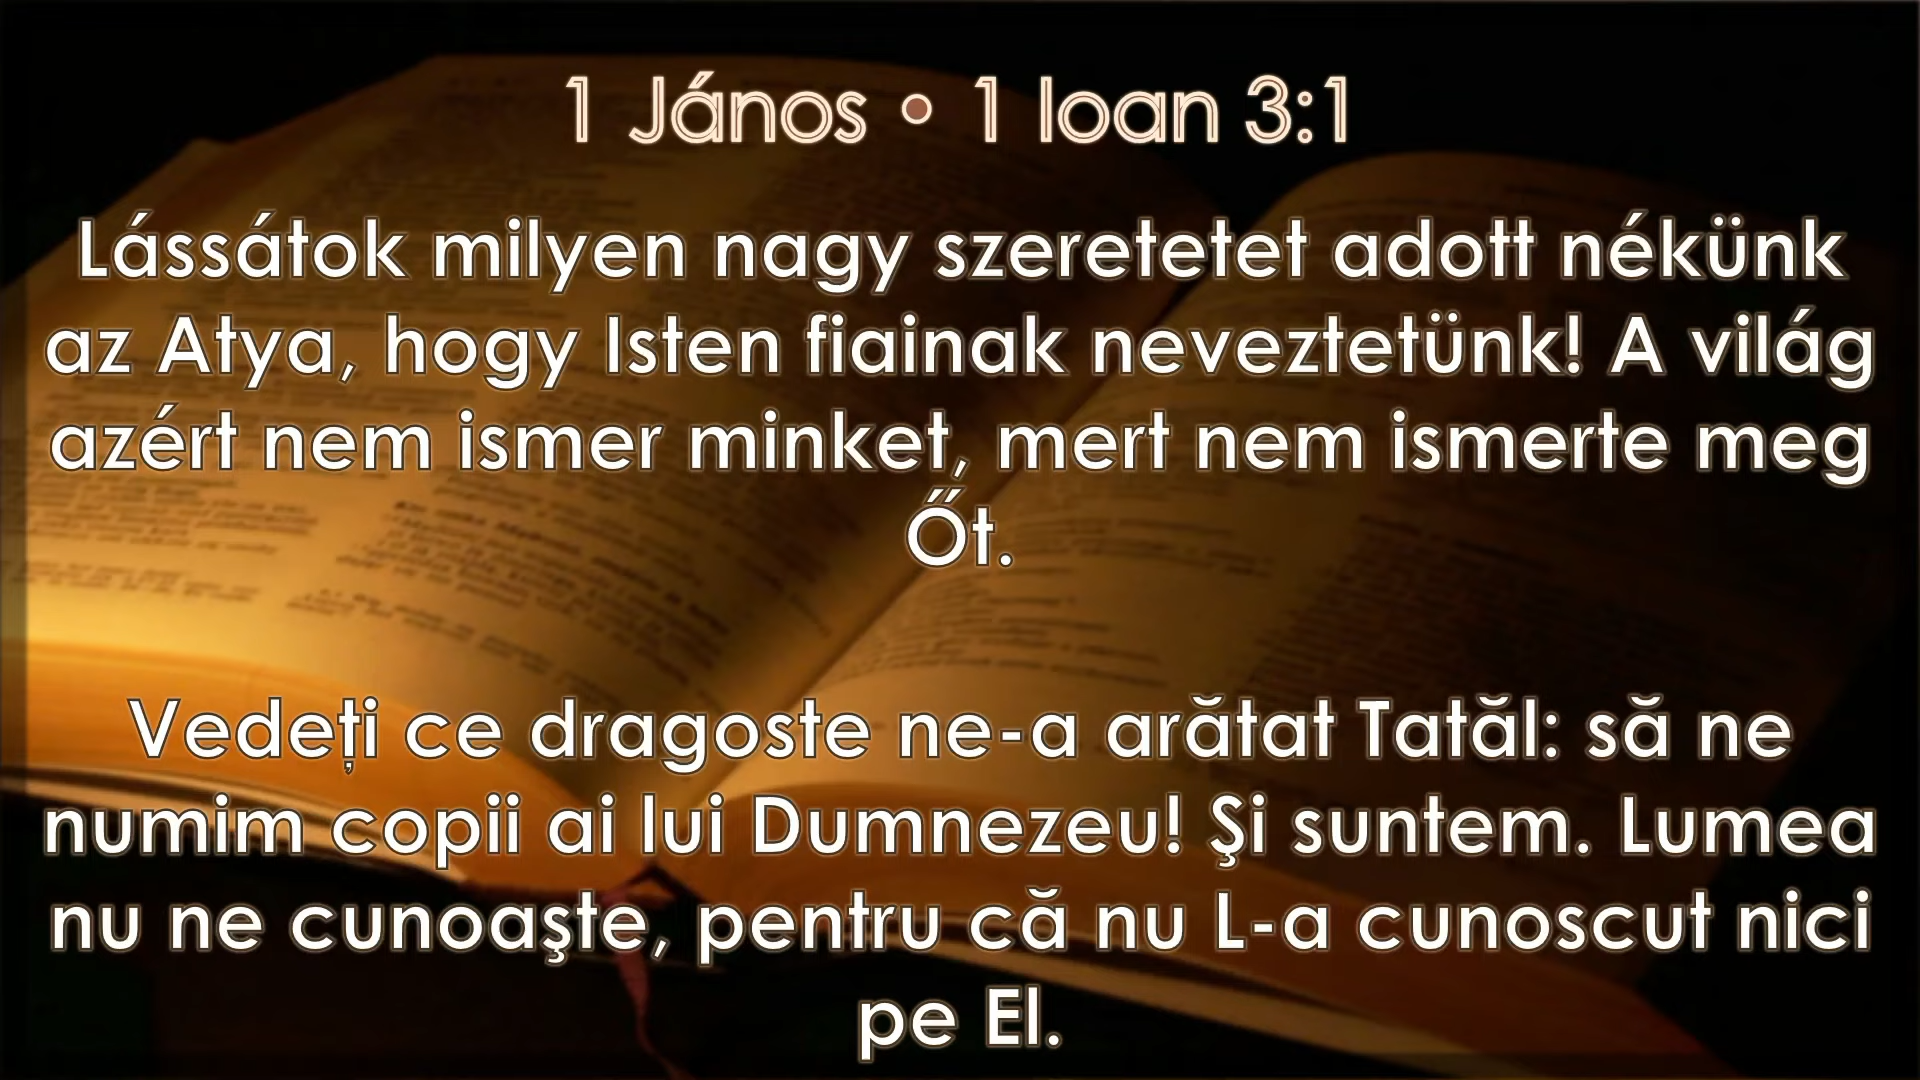 1 János • 1 Ioan 3:1
Lássátok milyen nagy szeretetet adott nékünk
az Atya, hogy Isten fiainak neveztetünk! A világ
azért nem ismer minket, mert nem ismerte meg
Őt.
Vedeţi ce dragoste ne-a arătat Tatăl: să ne
numim copii ai lui Dumnezeu! Şi suntem. Lumea
nu ne cunoaşte, pentru că nu L-a cunoscut nici
pe El.